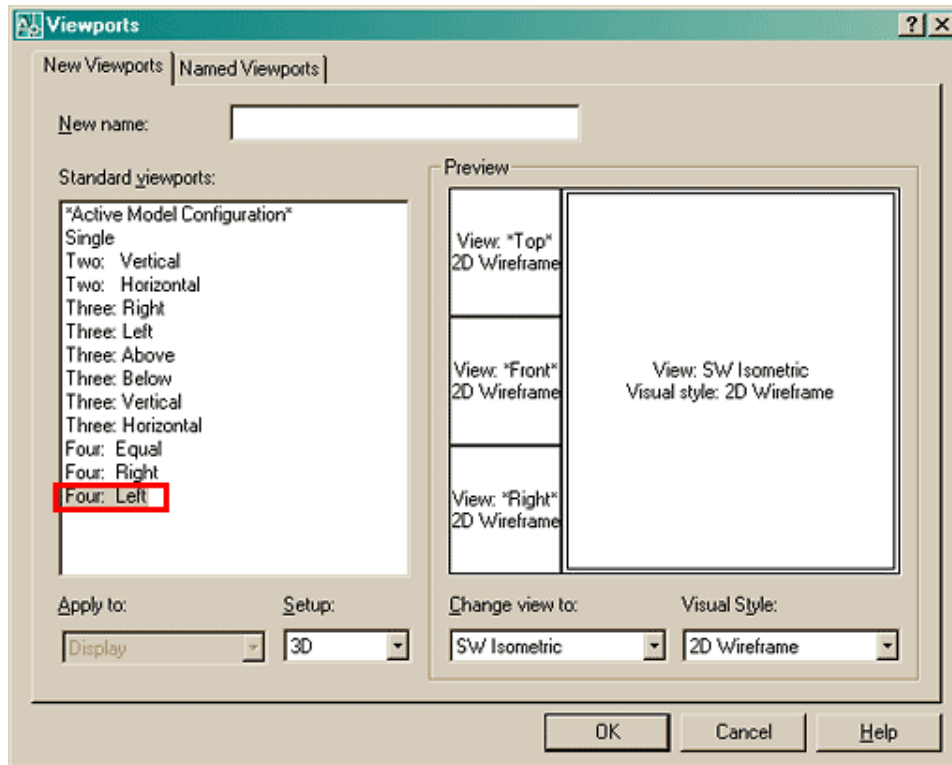 Viewports
New Viewports
Named Viewports
New name:
Standard viewports:
*Active Model Configuration*
Single
Two: Vertical
Two: Horizontal
Three: Right
Three: Left
Three: Above
Three: Below
Three: Vertical
Three: Horizontal
Four: Equal
Four: Right
Four: Left
Apply to:
Display
Setup:
3D
Preview
View: *Top*
2D Wireframe
View: *Front*
2D Wireframe
View: *Right*
2D Wireframe
View: SW Isometric
Visual style: 2D Wireframe
Change view to:
SW Isometric
Visual Style:
2D Wireframe
OK
Cancel
Help